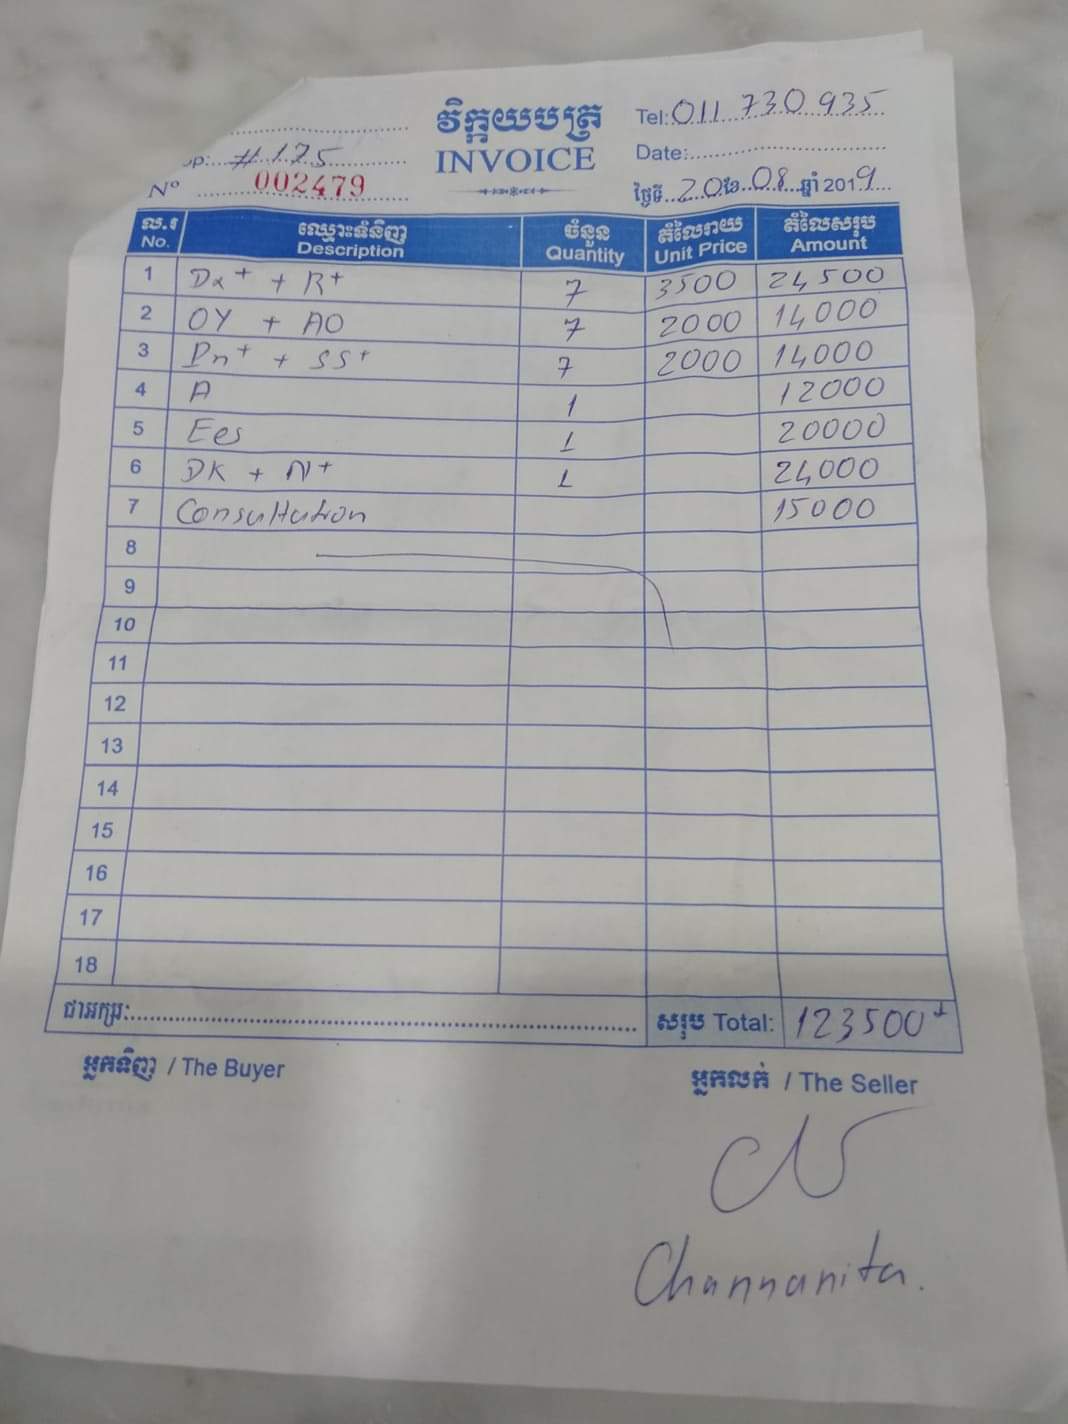 វិក្កយបត្រ
INVOICE
Tel: 011 730 935
# 175
Date:
Nº 002479
ថ្ងៃទី 20 ខែ 08 ឆ្នាំ 2019
ល.រ ឈ្មោះទំនិញ ចំនួន តំលៃរាយ តំលៃសរុប
No. Description Quantity Unit Price Amount
1 Dx+ + R+ 7 3500 24,500
2 OY + AO 7 2000 14,000
3 Dn+ + SS+ 7 2000 14000
4 A 1 12000
5 Ees 1 20000
6 DK + N+ 1 24,000
7 Consultation 15000
8
9
10
11
12
13
14
15
16
17
18
ជាអក្សរ: សរុប Total: 123500
អ្នកទិញ / The Buyer
អ្នកលក់ / The Seller
Channanita.